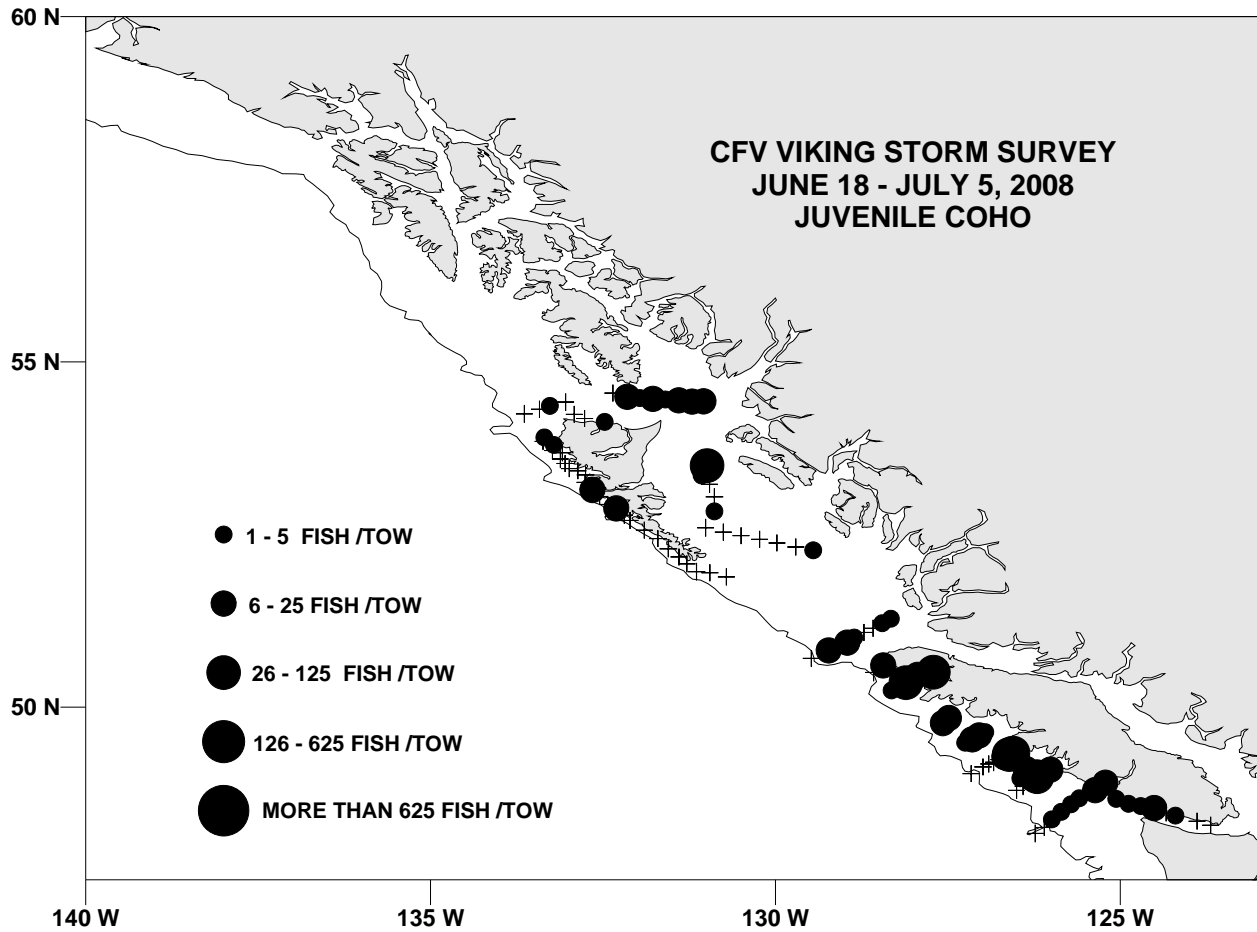 60 N
CFV VIKING STORM SURVEY
JUNE 18 - JULY 5, 2008
JUVENILE COHO
55 N
1 - 5 FISH /TOW
6 - 25 FISH /TOW
26 - 125 FISH /TOW
50 N
126 - 625 FISH /TOW
MORE THAN 625 FISH /TOW
140 W
135 W
130 W
125 W